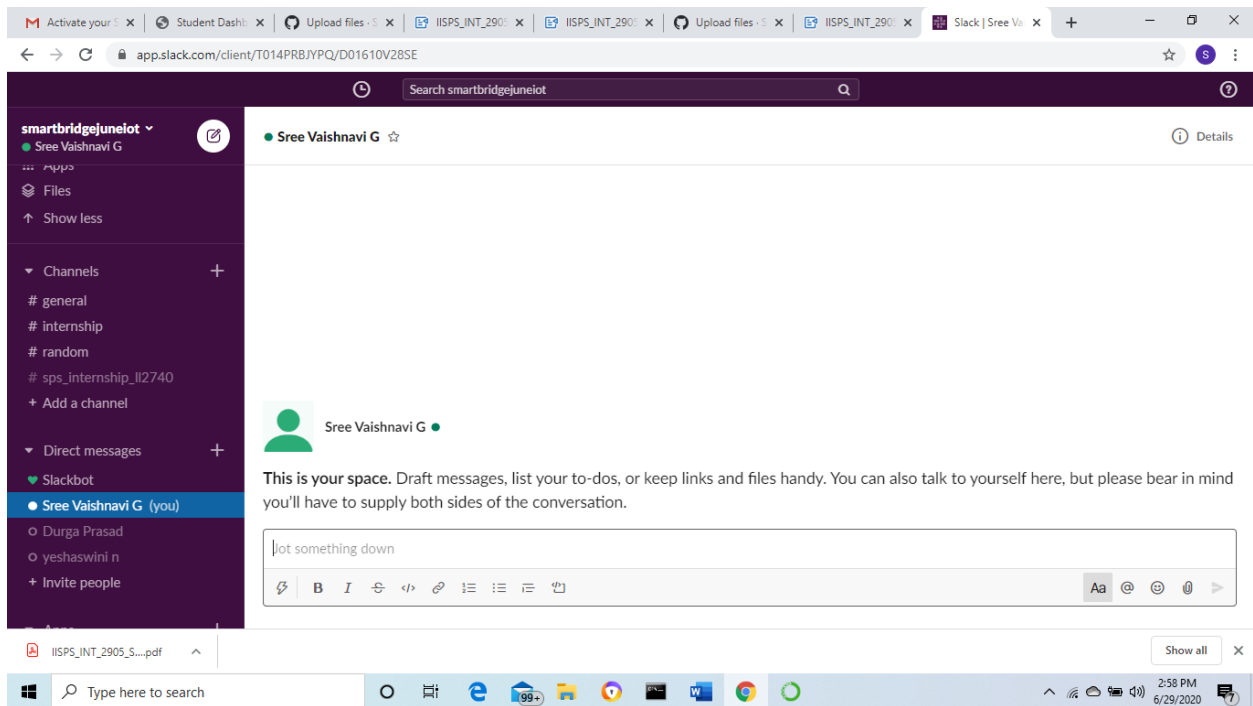 Activate your S
Student Dashb
Upload files · S
IISPS_INT_2905
IISPS_INT_2905
Upload files · S
IISPS_INT_2905
Slack | Sree Va
app.slack.com/client/T014PRBJYPQ/D01610V28SE
S
Search smartbridgejuneiot
smartbridgejuneiot
Sree Vaishnavi G
Sree Vaishnavi G
Details
Apps
Files
Show less
Channels
# general
# internship
# random
# sps_internship_ll2740
+ Add a channel
Direct messages
Slackbot
Sree Vaishnavi G (you)
Durga Prasad
yeshaswini n
+ Invite people
Apps
Sree Vaishnavi G
This is your space. Draft messages, list your to-dos, or keep links and files handy. You can also talk to yourself here, but please bear in mind
you'll have to supply both sides of the conversation.
Jot something down
B I S </> Aa @
IISPS_INT_2905_S....pdf
Show all
Type here to search
99+
2:58 PM
6/29/2020
7